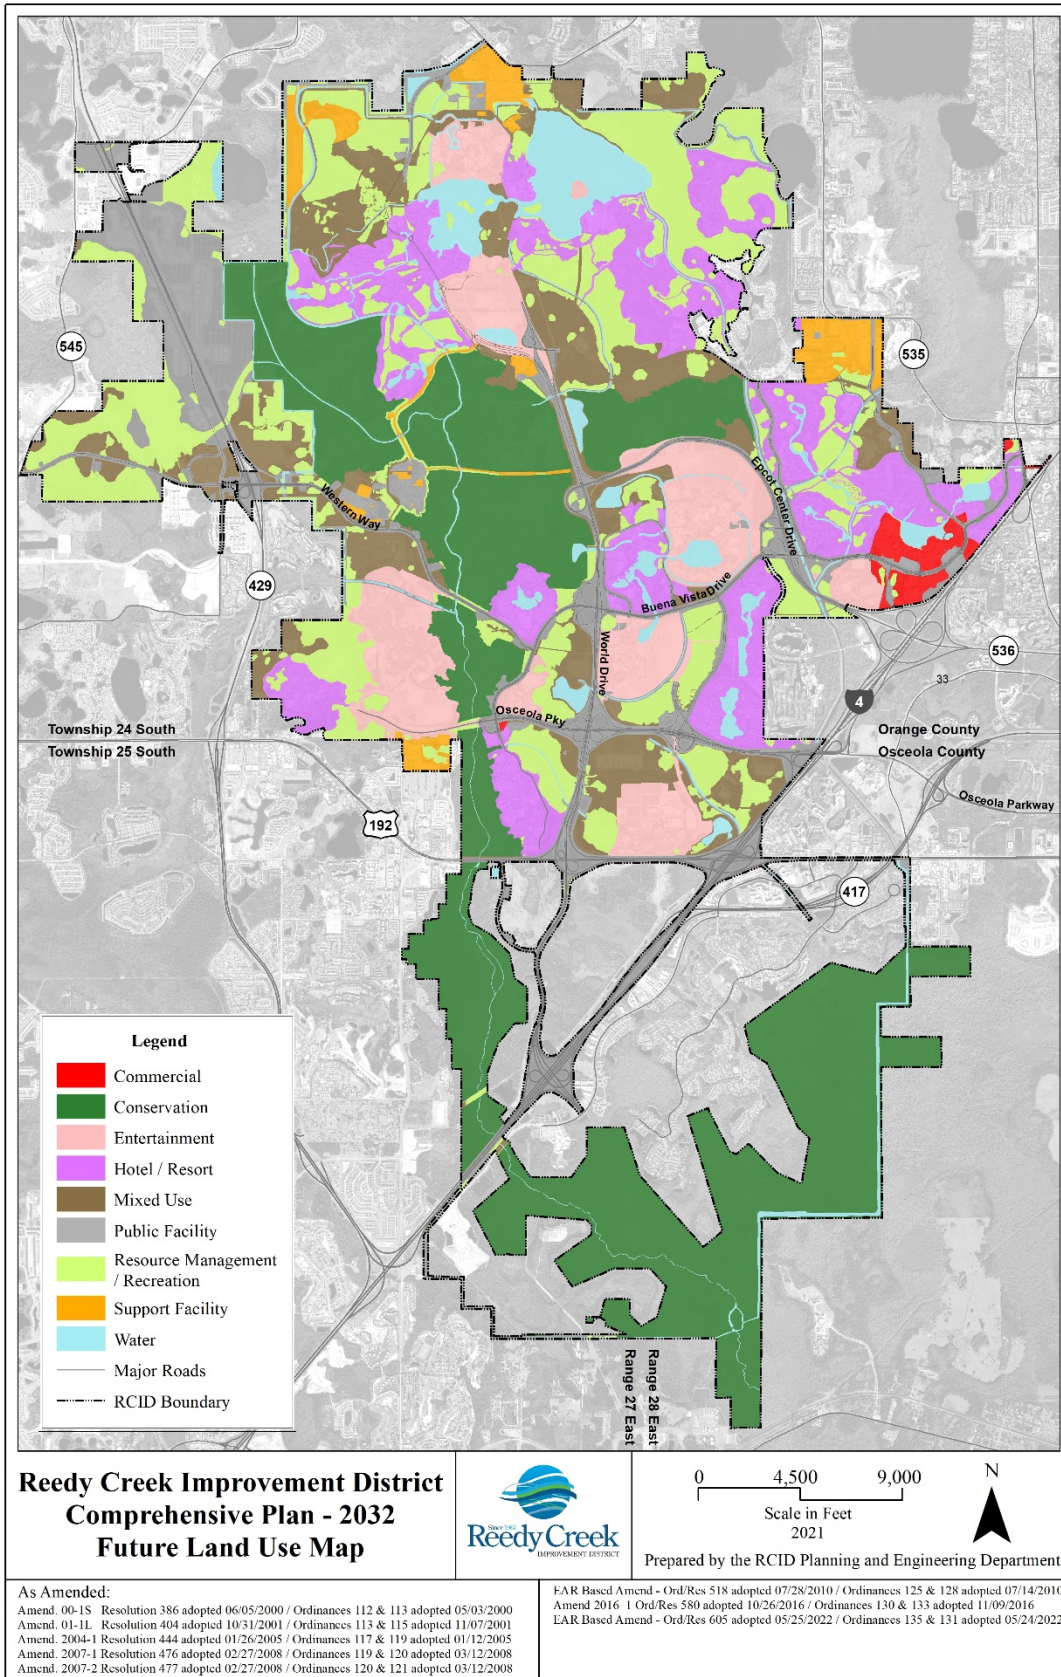 545
535
Epcot Center Drive
Western Way
429
Buena VistaDrive
536
World Drive
33
4
Osceola Pky
Township 24 South
Orange County
Township 25 South
Osceola County
Osceola Parkway
192
417
Legend
Commercial
Conservation
Entertainment
Hotel / Resort
Mixed Use
Public Facility
Resource Management
/ Recreation
Support Facility
Water
Major Roads
RCID Boundary
Range 27 East
Range 28 East
Reedy Creek Improvement District
Comprehensive Plan - 2032
Future Land Use Map
Since 1967
Reedy Creek
IMPROVEMENT DISTRICT
0 4,500 9,000
Scale in Feet
2021
N
Prepared by the RCID Planning and Engineering Department
As Amended:
Amend. 00-1S Resolution 386 adopted 06/05/2000 / Ordinances 112 & 113 adopted 05/03/2000
Amend. 01-1L Resolution 404 adopted 10/31/2001 / Ordinances 113 & 115 adopted 11/07/2001
Amend. 2004-1 Resolution 444 adopted 01/26/2005 / Ordinances 117 & 119 adopted 01/12/2005
Amend. 2007-1 Resolution 476 adopted 02/27/2008 / Ordinances 119 & 120 adopted 03/12/2008
Amend. 2007-2 Resolution 477 adopted 02/27/2008 / Ordinances 120 & 121 adopted 03/12/2008
EAR Based Amend - Ord/Res 518 adopted 07/28/2010 / Ordinances 125 & 128 adopted 07/14/2010
Amend 2016 1 Ord/Res 580 adopted 10/26/2016 / Ordinances 130 & 133 adopted 11/09/2016
EAR Based Amend - Ord/Res 605 adopted 05/25/2022 / Ordinances 135 & 131 adopted 05/24/2022